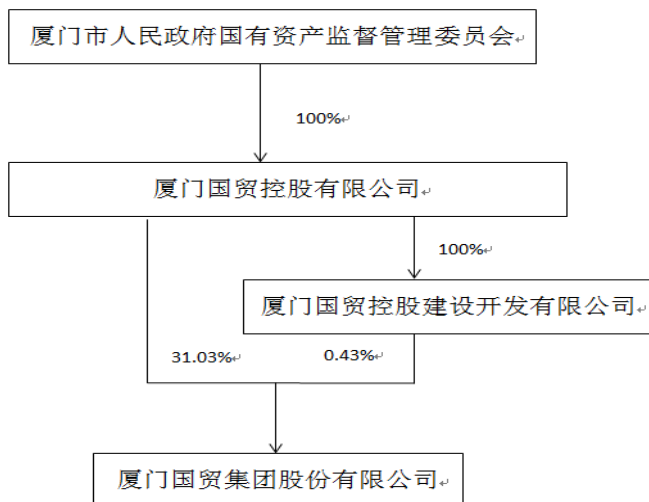 厦门市人民政府国有资产监督管理委员会
100%
厦门国贸控股有限公司
100%
厦门国贸控股建设开发有限公司
31.03%
0.43%
厦门国贸集团股份有限公司